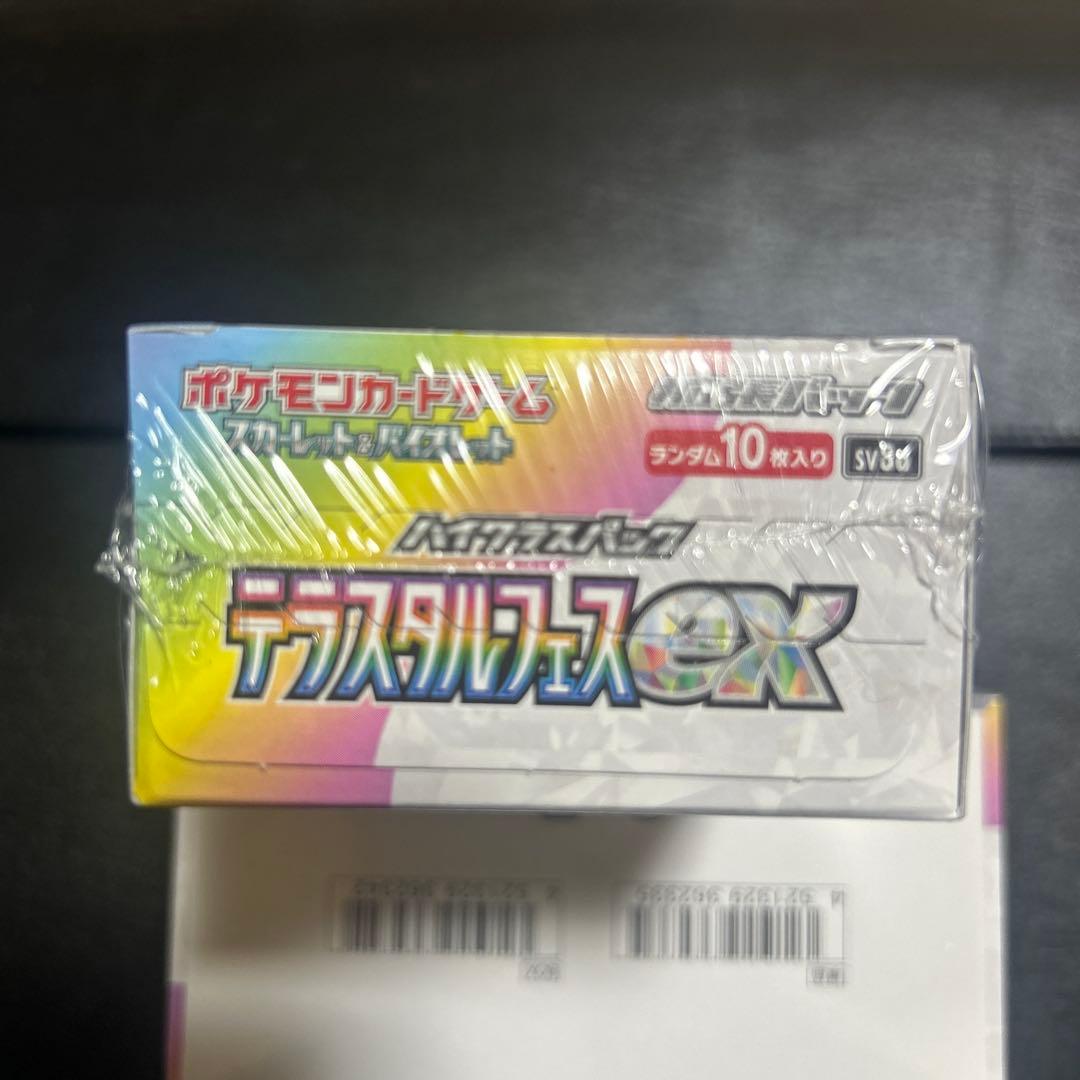 ポケモンカードゲーム
スカーレット&バイオレット
拡張パック
ランダム10枚入り
SV8a
ハイクラスパック
テラスタルフェスex